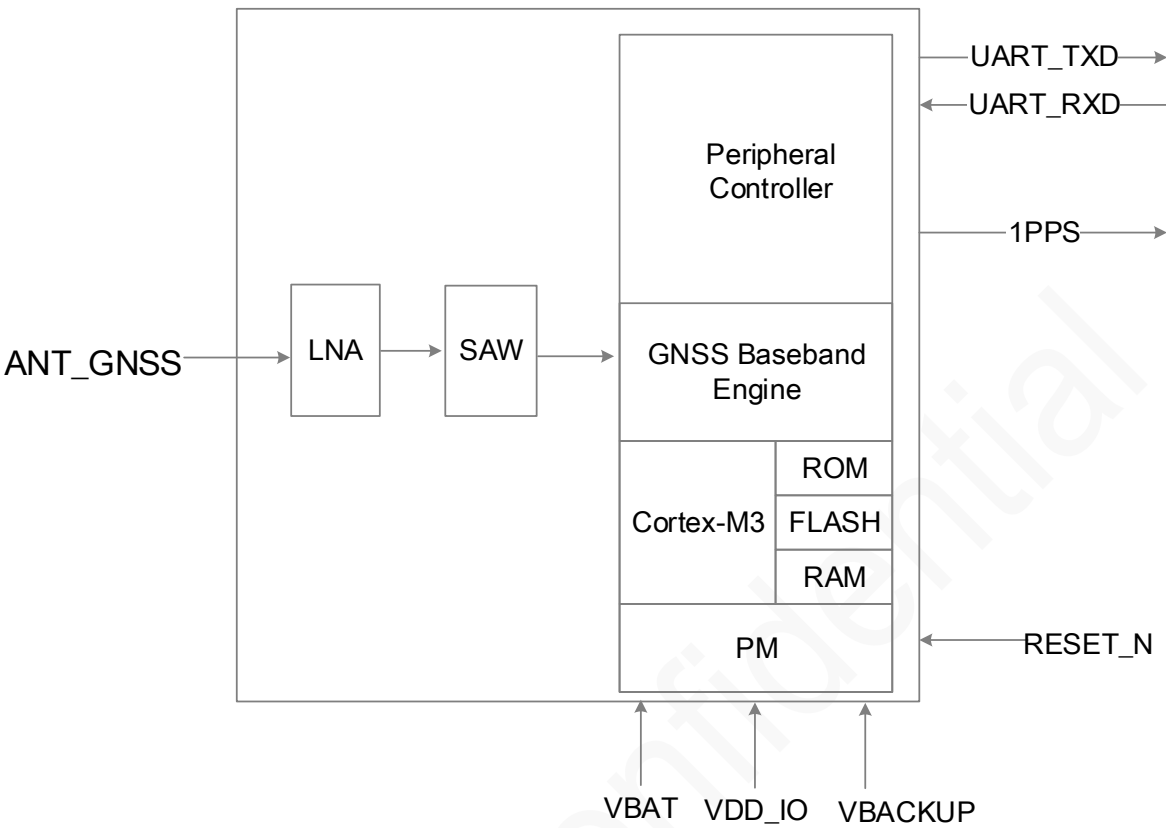 UART_TXD
UART_RXD
Peripheral
Controller
1PPS
ANT_GNSS
LNA
SAW
GNSS Baseband
Engine
ROM
Cortex-M3
FLASH
RAM
PM
RESET_N
VBAT
VDD_IO
VBACKUP